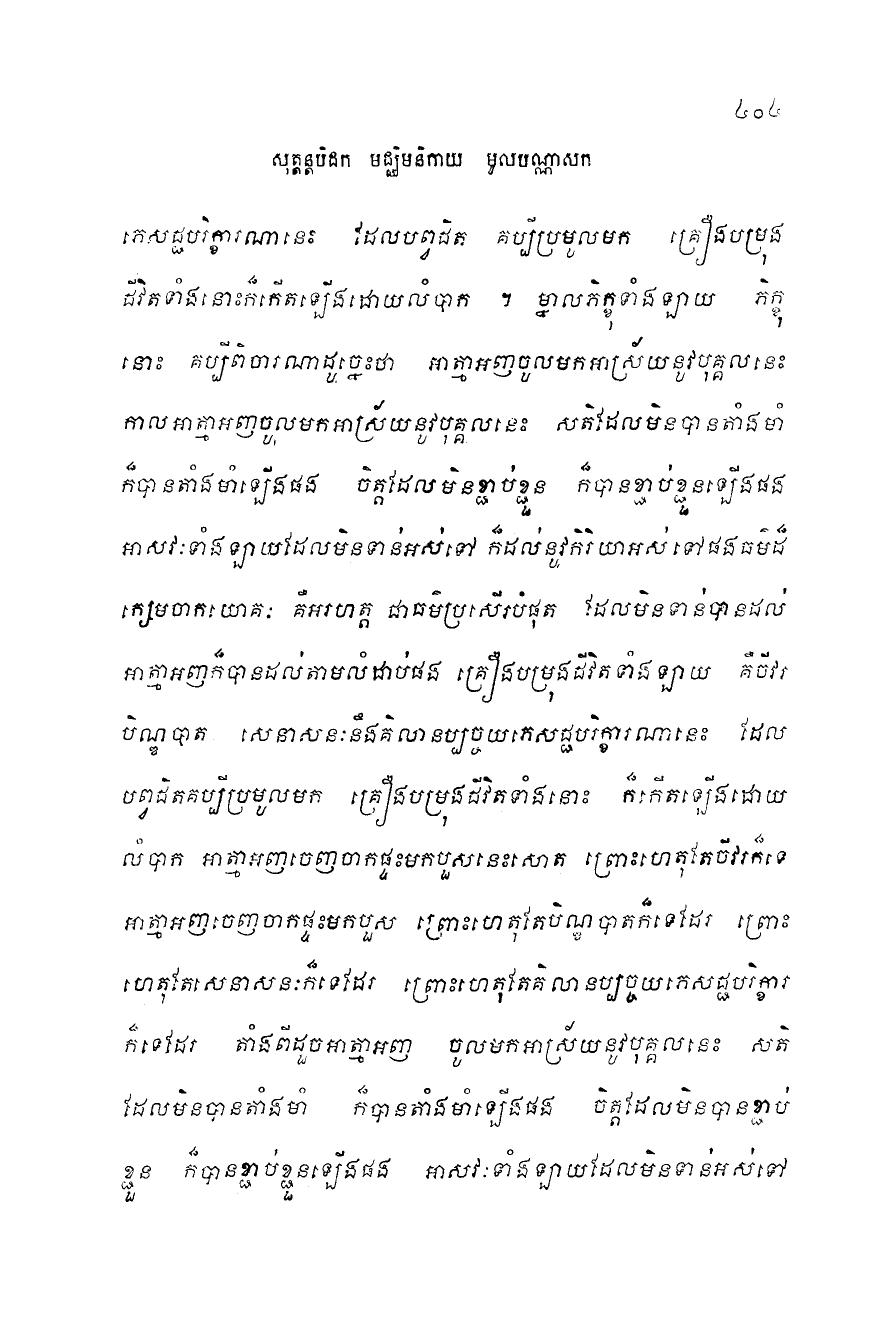 ៤០៤
សុត្តន្តបិដក មជ្ឈិមនិកាយ មូលបណ្ណាសក
ភេសជ្ជបរិក្ខារណានេះ ដែលបព្វជិត គប្បីប្រមូលមក គ្រឿងបម្រុង
ជីវិតទាំងនោះក៏កើតឡើងដោយលំបាក ។ ម្នាលភិក្ខុទាំងឡាយ ភិក្ខុ
នោះ គប្បីពិចារណាដូច្នេះថា អាត្មាអញចូលមកអាស្រ័យនូវបុគ្គលនេះ
កាលអាត្មាអញចូលមកអាស្រ័យនូវបុគ្គលនេះ សតិដែលមិនបានតាំងមាំ
ក៏បានតាំងមាំឡើងផង ចិត្តដែលមិនខ្ជាប់ខ្ជួន ក៏បានខ្ជាប់ខ្ជួនឡើងផង
អាសវៈទាំងឡាយដែលមិនទាន់អស់ទៅ ក៏ដល់នូវកិរិយាអស់ទៅផងធម៌ដ៏
ក្សេមចាកយោគៈ គឺអរហត្ត ជាធម៌ប្រសើរបំផុត ដែលមិនទាន់បានដល់
អាត្មាអញក៏បានដល់តាមលំដាប់ផង គ្រឿងបម្រុងជីវិតទាំងឡាយ គឺចីវរ
បិណ្ឌបាត សេនាសនៈនឹងគិលានប្បច្ចយភេសជ្ជបរិក្ខារណានេះ ដែល
បព្វជិតគប្បីប្រមូលមក គ្រឿងបម្រុងជីវិតទាំងនោះ ក៏កើតឡើងដោយ
លំបាក អាត្មាអញចេញចាកផ្ទះមកបួសនេះសោត ព្រោះហេតុតែចីវរក៏ទេ
អាត្មាអញចេញចាកផ្ទះមកបួស ព្រោះហេតុតែបិណ្ឌបាតក៏ទេដែរ ព្រោះ
ហេតុតែសេនាសនៈក៏ទេដែរ ព្រោះហេតុតែគិលានប្បច្ចយភេសជ្ជបរិក្ខារ
ក៏ទេដែរ តាំងពីដួចអាត្មាអញ ចូលមកអាស្រ័យនូវបុគ្គលនេះ សតិ
ដែលមិនបានតាំងមាំ ក៏បានតាំងមាំឡើងផង ចិត្តដែលមិនបានខ្ជាប់
ខ្ជួន ក៏បានខ្ជាប់ខ្ជួនឡើងផង អាសវៈទាំងឡាយដែលមិនទាន់អស់ទៅ